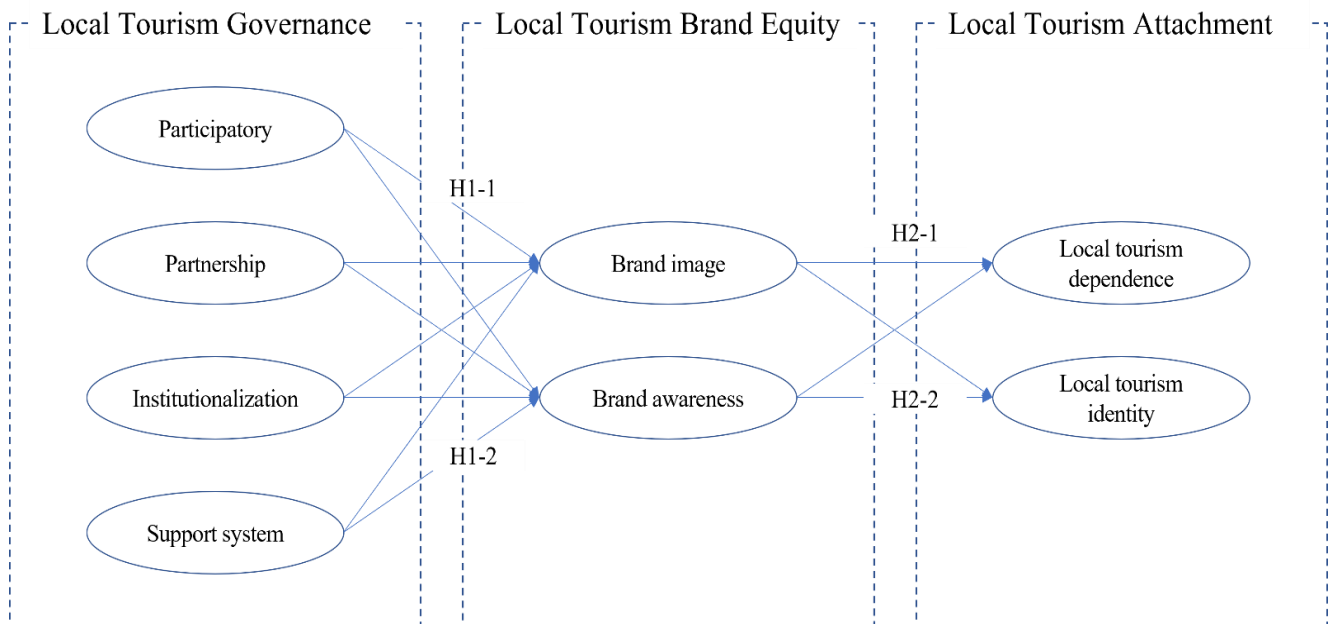 Local Tourism Governance
Local Tourism Brand Equity
Local Tourism Attachment
Participatory
Partnership
Institutionalization
Support system
H1-1
H1-2
Brand image
Brand awareness
H2-1
H2-2
Local tourism
dependence
Local tourism
identity